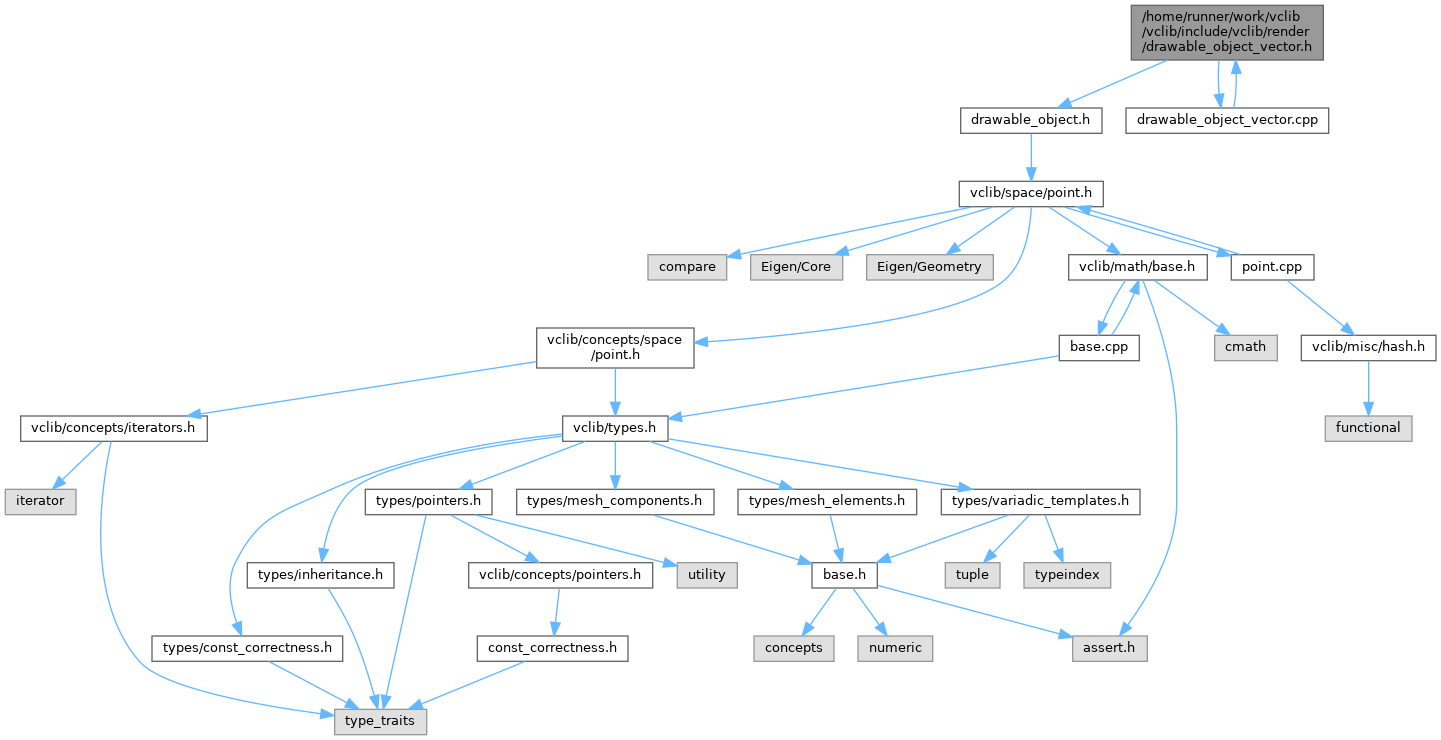 /home/runner/work/vclib
/vclib/include/vclib/render
/drawable_object_vector.h
drawable_object.h
drawable_object_vector.cpp
vclib/space/point.h
compare
Eigen/Core
Eigen/Geometry
vclib/math/base.h
point.cpp
vclib/concepts/space
/point.h
base.cpp
cmath
vclib/misc/hash.h
vclib/concepts/iterators.h
vclib/types.h
functional
iterator
types/pointers.h
types/mesh_components.h
types/mesh_elements.h
types/variadic_templates.h
types/inheritance.h
vclib/concepts/pointers.h
utility
base.h
tuple
typeindex
types/const_correctness.h
const_correctness.h
concepts
numeric
assert.h
type_traits